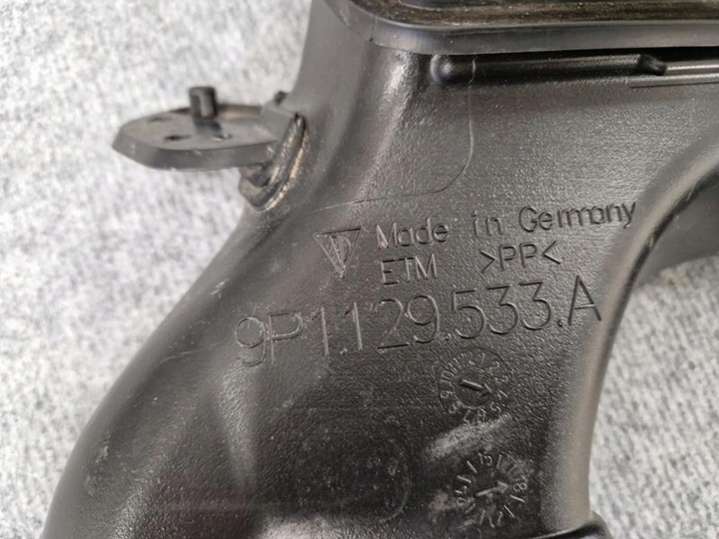 Made in Germany
ETM >PP<
9P1.129.533.A